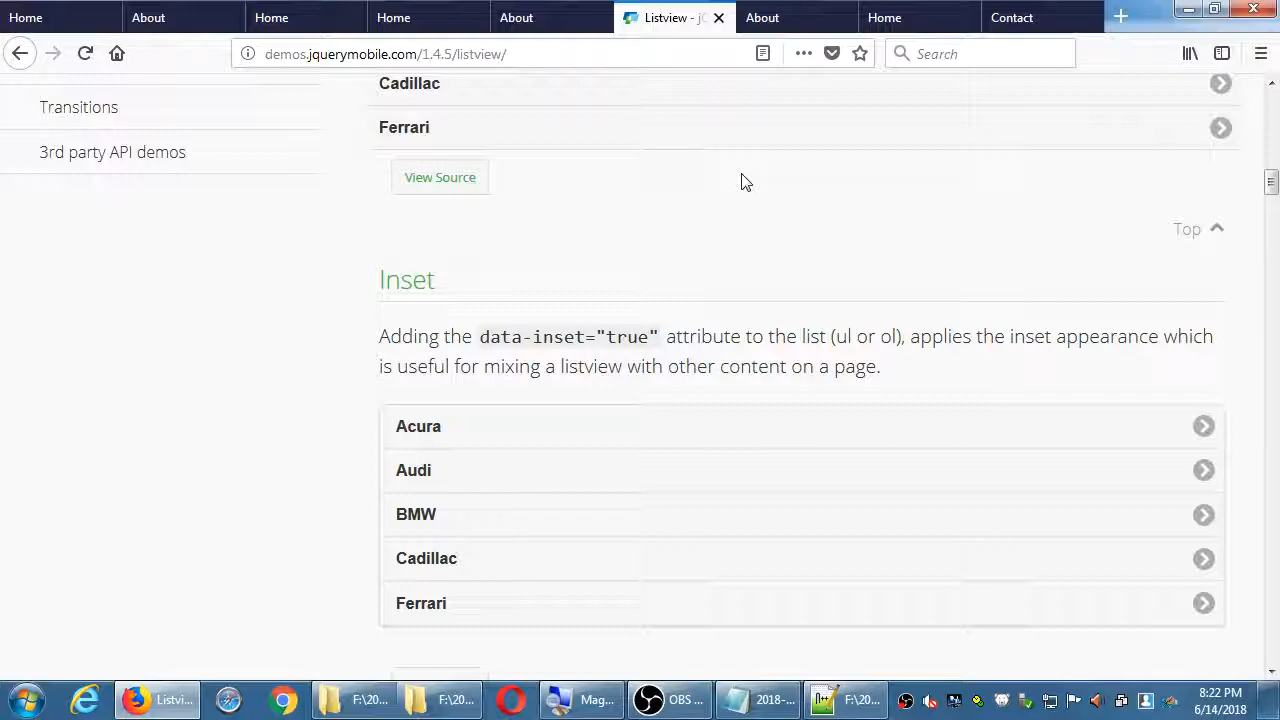 Home
About
Home
Home
About
Listview - jC
About
Home
Contact
demos.jquerymobile.com/1.4.5/listview/
Search
Cadillac
Transitions
Ferrari
3rd party API demos
View Source
Top
Inset
Adding the data-inset="true" attribute to the list (ul or ol), applies the inset appearance which
is useful for mixing a listview with other content on a page.
Acura
Audi
BMW
Cadillac
Ferrari
Listvi...
F:\20...
F:\20...
Mag...
OBS ...
2018-...
F:\20...
8:22 PM
6/14/2018